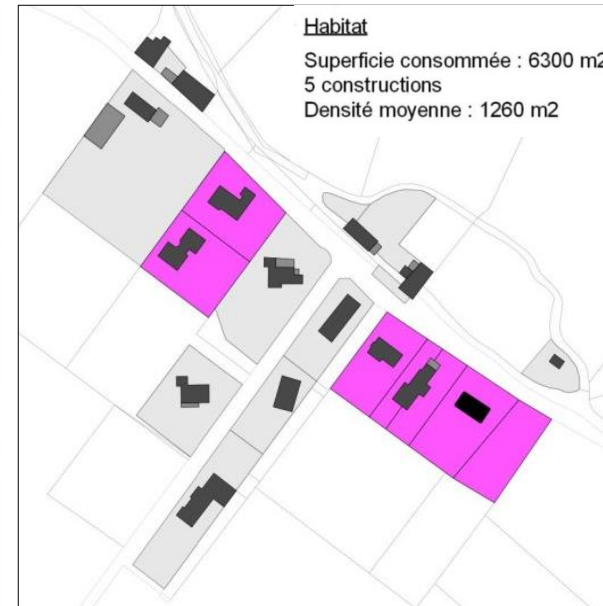 Habitat
Superficie consommée : 6300 m2
5 constructions
Densité moyenne : 1260 m2